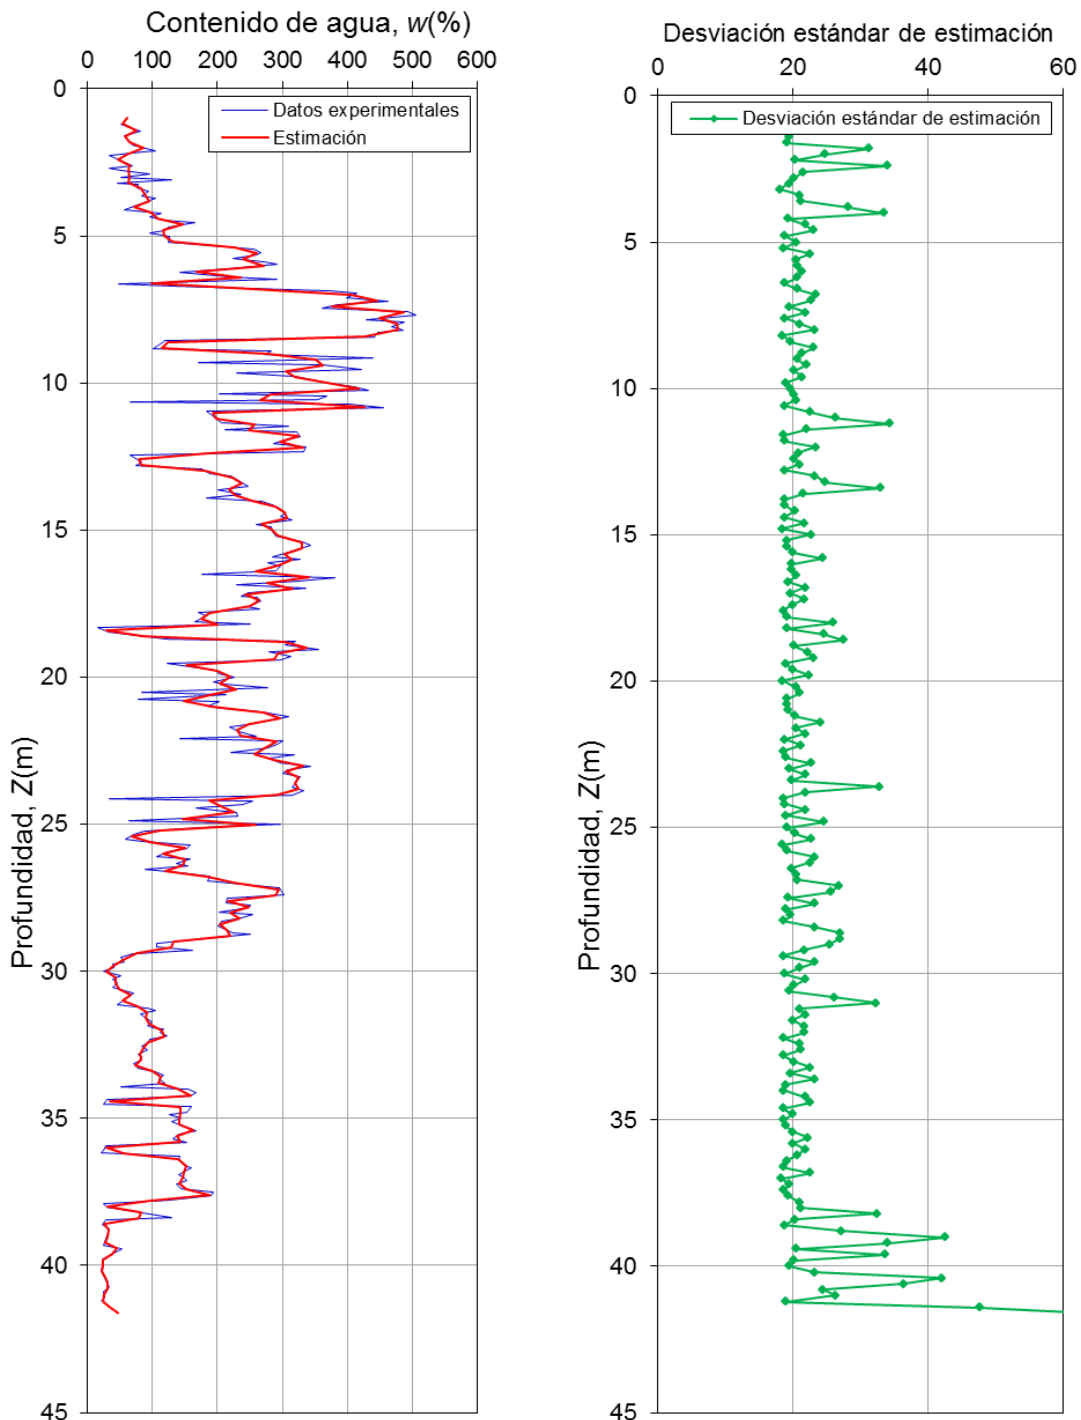 Contenido de agua, w(%)
0 100 200 300 400 500 600
0
5
10
15
20
25
30
35
40
45
Profundidad, Z(m)
Datos experimentales
Estimación
Desviación estándar de estimación
0 20 40 60
0
5
10
15
20
25
30
35
40
45
Profundidad, Z(m)
Desviación estándar de estimación